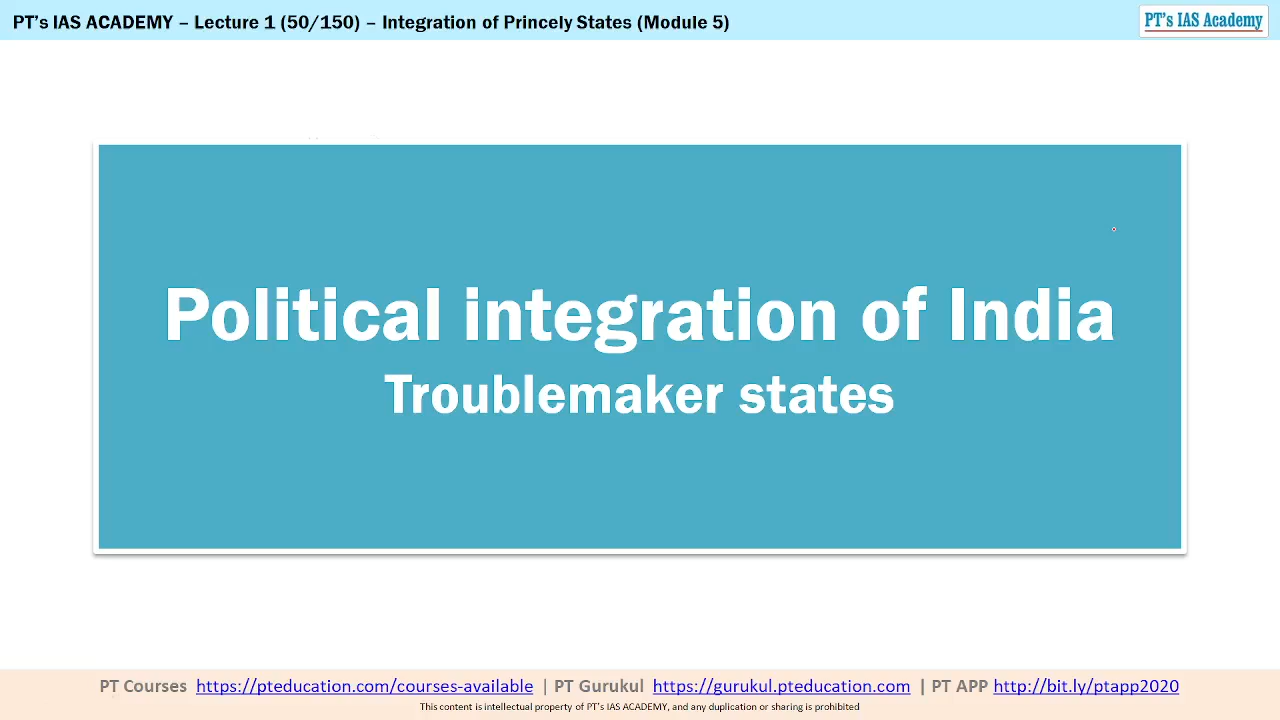 PT's IAS ACADEMY – Lecture 1 (50/150) – Integration of Princely States (Module 5)
PT's IAS Academy
Political integration of India
Troublemaker states
PT Courses https://pteducation.com/courses-available | PT Gurukul https://gurukul.pteducation.com | PT APP http://bit.ly/ptapp2020
This content is intellectual property of PT's IAS ACADEMY, and any duplication or sharing is prohibited